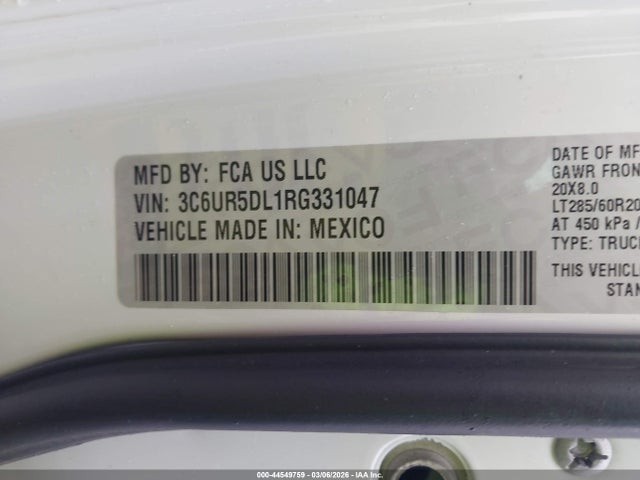 MFD BY: FCA US LLC
VIN: 3C6UR5DL1RG331047
VEHICLE MADE IN: MEXICO
DATE OF MF
GAWR FRON
20X8.0
LT285/60R20
AT 450 kPa /
TYPE: TRUC
THIS VEHICL
STAN
000-44549759 - 03/06/2026 - IAA Inc.